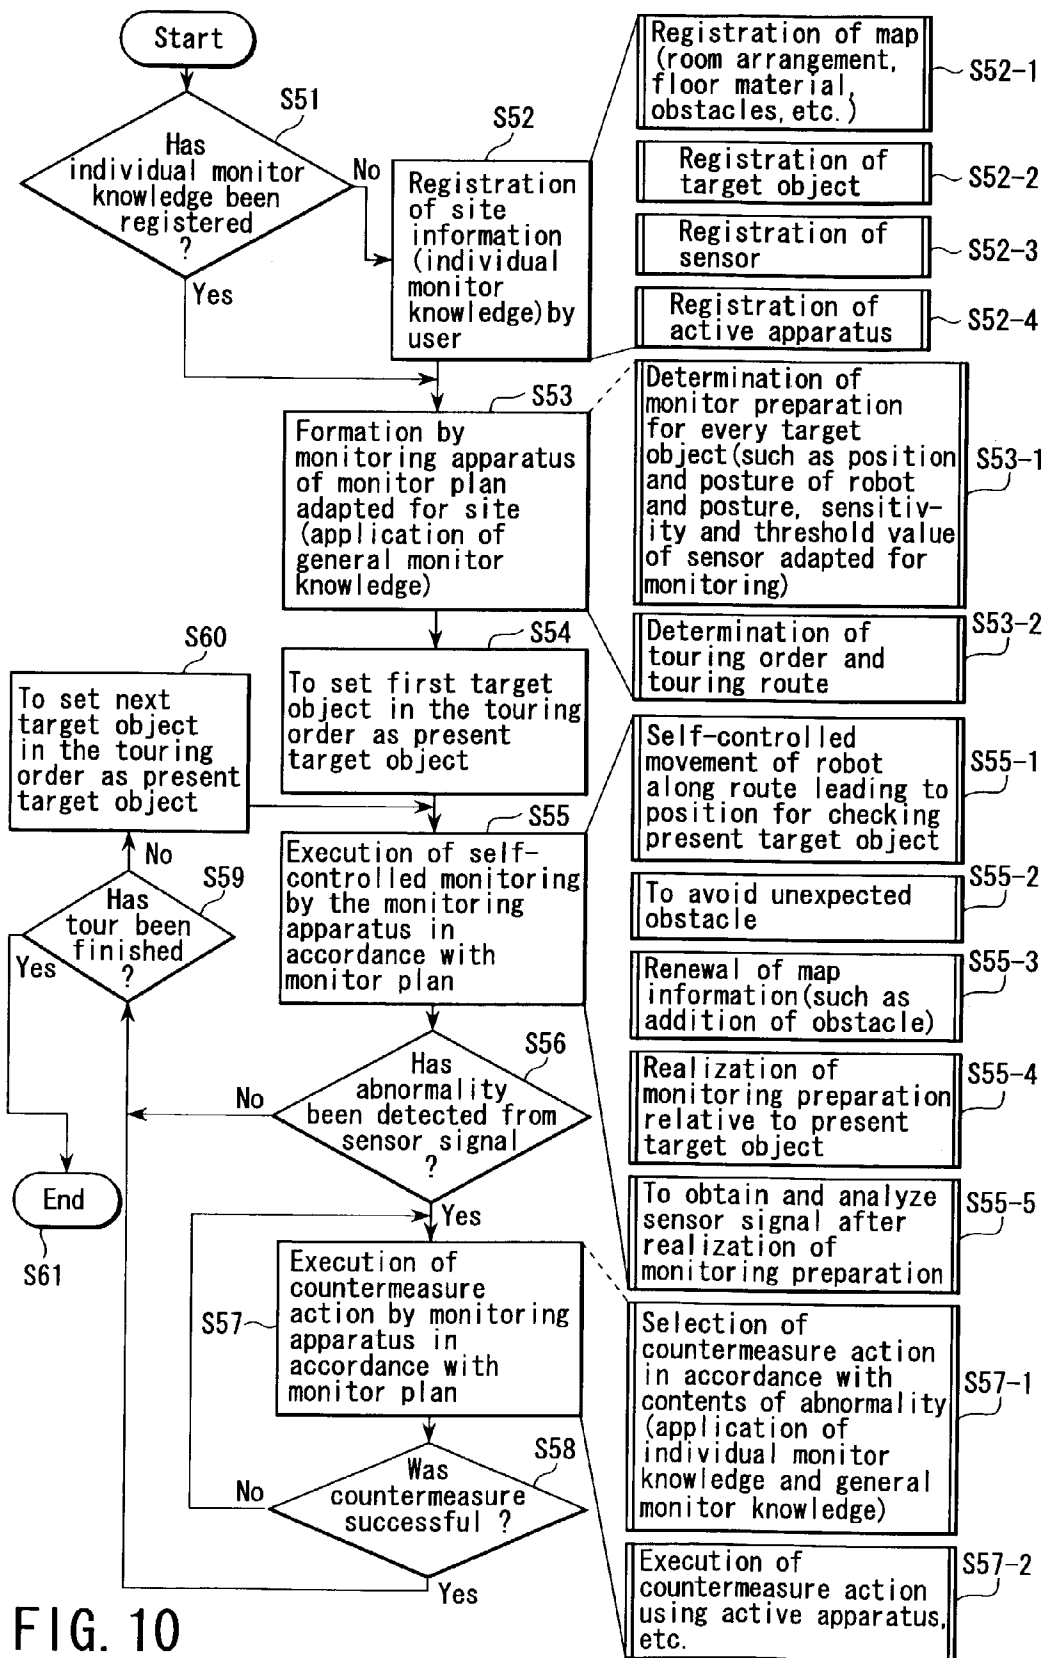 Start
S51
Has
individual monitor
knowledge been
registered
?
No
Yes
S52
Registration
of site
information
(individual
monitor
knowledge)by
user
Registration of map
(room arrangement,
floor material,
obstacles, etc.)
S52-1
Registration of
target object
S52-2
Registration of
sensor
S52-3
Registration of
active apparatus
S52-4
S53
Formation by
monitoring apparatus
of monitor plan
adapted for site
(application of
general monitor
knowledge)
Determination of
monitor preparation
for every target
object(such as position
and posture of robot
and posture, sensitiv-
ity and threshold value
of sensor adapted for
monitoring)
S53-1
Determination of
touring order and
touring route
S53-2
S54
To set first target
object in the touring
order as present
target object
S60
To set next
target object
in the touring
order as present
target object
S55
Execution of self-
controlled monitoring
by the monitoring
apparatus in
accordance with
monitor plan
Self-controlled
movement of robot
along route leading to
position for checking
present target object
S55-1
To avoid unexpected
obstacle
S55-2
Renewal of map
information(such as
addition of obstacle)
S55-3
Realization of
monitoring preparation
relative to present
target object
S55-4
To obtain and analyze
sensor signal after
realization of
monitoring preparation
S55-5
No
S59
Has
tour been
finished
?
Yes
End
S61
S56
Has
abnormality
been detected from
sensor signal
?
No
Yes
S57
Execution of
countermeasure
action by monitoring
apparatus in
accordance with
monitor plan
Selection of
countermeasure action
in accordance with
contents of abnormality
(application of
individual monitor
knowledge and general
monitor knowledge)
S57-1
S58
Was
countermeasure
successful ?
No
Yes
Execution of
countermeasure action
using active apparatus,
etc.
S57-2
FIG. 10